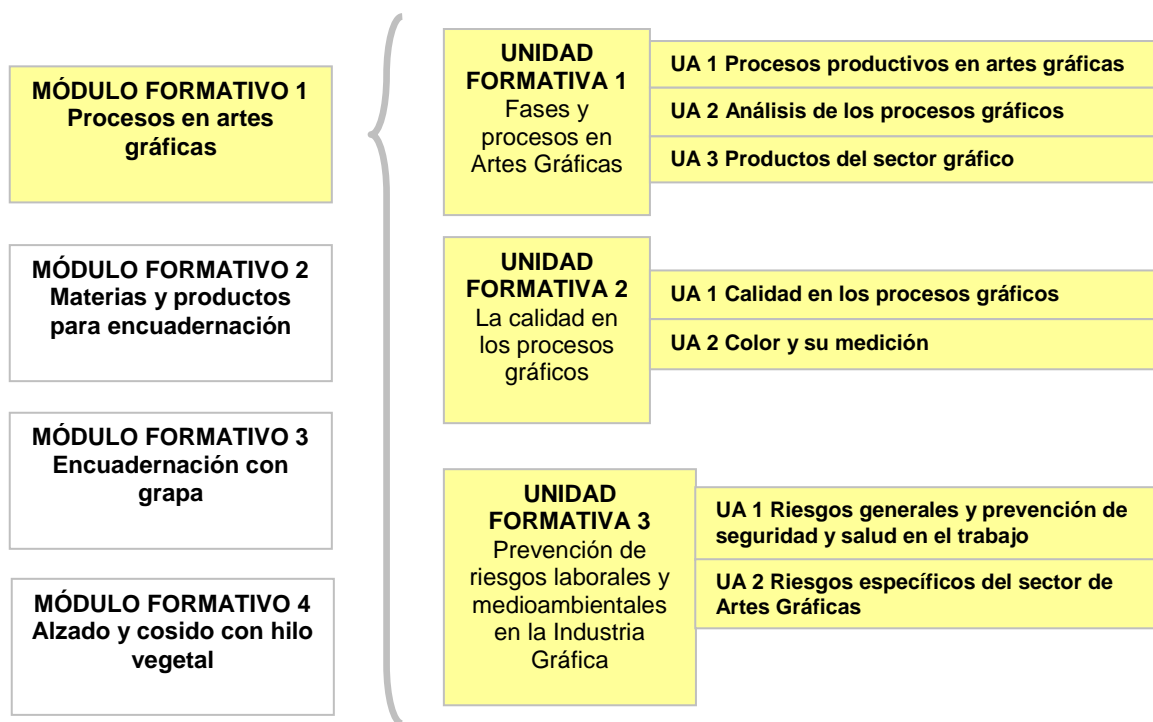 MÓDULO FORMATIVO 1
Procesos en artes
gráficas
MÓDULO FORMATIVO 2
Materias y productos
para encuadernación
MÓDULO FORMATIVO 3
Encuadernación con
grapa
MÓDULO FORMATIVO 4
Alzado y cosido con hilo
vegetal
UNIDAD
FORMATIVA 1
Fases y
procesos en
Artes Gráficas
UA 1 Procesos productivos en artes gráficas
UA 2 Análisis de los procesos gráficos
UA 3 Productos del sector gráfico
UNIDAD
FORMATIVA 2
La calidad en
los procesos
gráficos
UA 1 Calidad en los procesos gráficos
UA 2 Color y su medición
UNIDAD
FORMATIVA 3
Prevención de
riesgos laborales y
medioambientales
en la Industria
Gráfica
UA 1 Riesgos generales y prevención de
seguridad y salud en el trabajo
UA 2 Riesgos específicos del sector de
Artes Gráficas